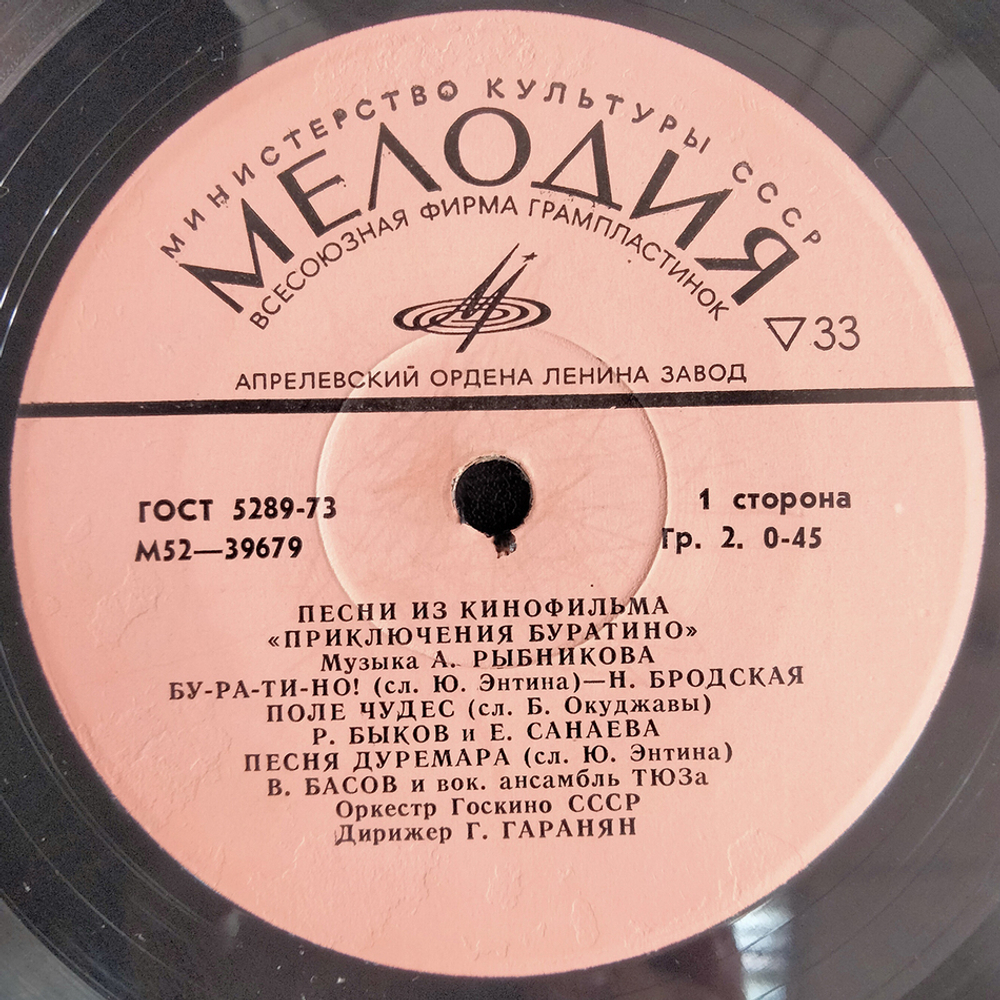 МИНИСТЕРСТВО КУЛЬТУРЫ СССР
МЕЛОДИЯ
ВСЕСОЮЗНАЯ ФИРМА ГРАМПЛАСТИНОК
▽33
АПРЕЛЕВСКИЙ ОРДЕНА ЛЕНИНА ЗАВОД
ГОСТ 5289-73
М52—39679
1 сторона
Гр. 2. 0-45
ПЕСНИ ИЗ КИНОФИЛЬМА
«ПРИКЛЮЧЕНИЯ БУРАТИНО»
Музыка А. РЫБНИКОВА
БУ-РА-ТИ-НО! (сл. Ю. Энтина)—Н. БРОДСКАЯ
ПОЛЕ ЧУДЕС (сл. Б. Окуджавы)
Р. БЫКОВ и Е. САНАЕВА
ПЕСНЯ ДУРЕМАРА (сл. Ю. Энтина)
В. БАСОВ и вок. ансамбль ТЮЗа
Оркестр Госкино СССР
Дирижер Г. ГАРАНЯН